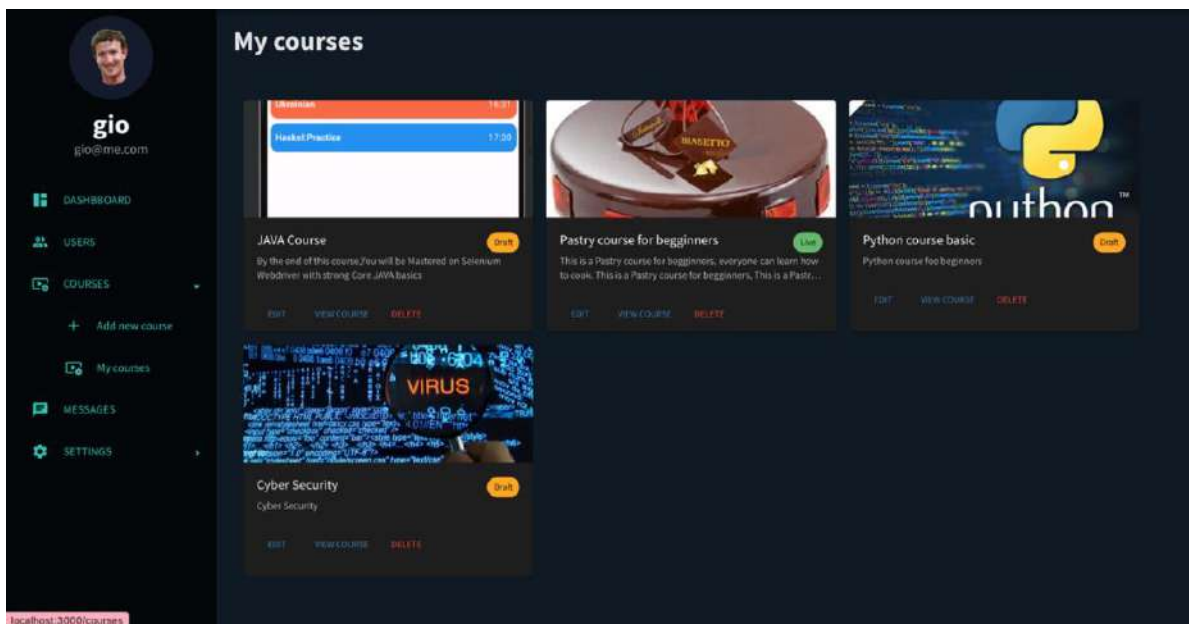 My courses
gio
gio@me.com
DASHBOARD
USERS
COURSES
Add new course
My courses
MESSAGES
SETTINGS
Ukrainian 16:21
Haskel Practice 17:20
JAVA Course
Draft
By the end of this course,You will be Mastered on Selenium
Webdriver with strong Core JAVA basics
EDIT VIEW COURSE DELETE
BIASETTO
Pastry course for begginners
Live
This is a Pastry course for begginners, everyone can learn how
to cook. This is a Pastry course for begginners, This is a Pastr...
EDIT VIEW COURSE DELETE
python™
Python course basic
Draft
Python course foe beginners
EDIT VIEW COURSE DELETE
VIRUS
Cyber Security
Draft
Cyber Security
EDIT VIEW COURSE DELETE
localhost:3000/courses